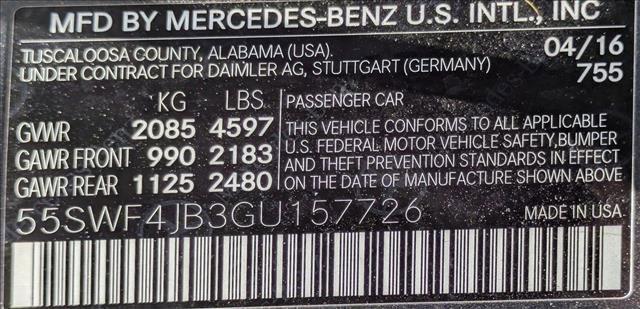 MFD BY MERCEDES-BENZ U.S. INTL., INC
TUSCALOOSA COUNTY, ALABAMA (USA). 04/16
UNDER CONTRACT FOR DAIMLER AG, STUTTGART (GERMANY) 755
KG LBS PASSENGER CAR
GWWR 2085 4597 THIS VEHICLE CONFORMS TO ALL APPLICABLE
U.S. FEDERAL MOTOR VEHICLE SAFETY,BUMPER
GAWR FRONT 990 2183 AND THEFT PREVENTION STANDARDS IN EFFECT
GAWR REAR 1125 2480 ON DATE OF MANUFACTURE SHOWN ABOVE
55SWF4JB3GU157726 MADE IN USA